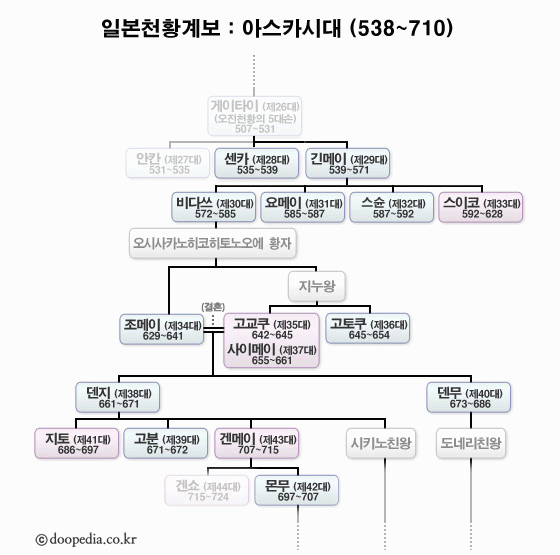 일본천황계보 : 아스카시대 (538~710)
게이타이 (제26대)
(오진천황의 5대손)
507~531
안칸 (제27대)
531~535
센카 (제28대)
535~539
긴메이 (제29대)
539~571
비다쓰 (제30대)
572~585
요메이 (제31대)
585~587
스슌 (제32대)
587~592
스이코 (제33대)
592~628
오시사카노히코히토노오에 황자
지누왕
(결혼)
조메이 (제34대)
629~641
고교쿠 (제35대)
642~645
사이메이 (제37대)
655~661
고토쿠 (제36대)
645~654
덴지 (제38대)
661~671
덴무 (제40대)
673~686
지토 (제41대)
686~697
고분 (제39대)
671~672
겐메이 (제43대)
707~715
시키노친왕
도네리친왕
겐쇼 (제44대)
715~724
몬무 (제42대)
697~707
ⓒdoopedia.co.kr